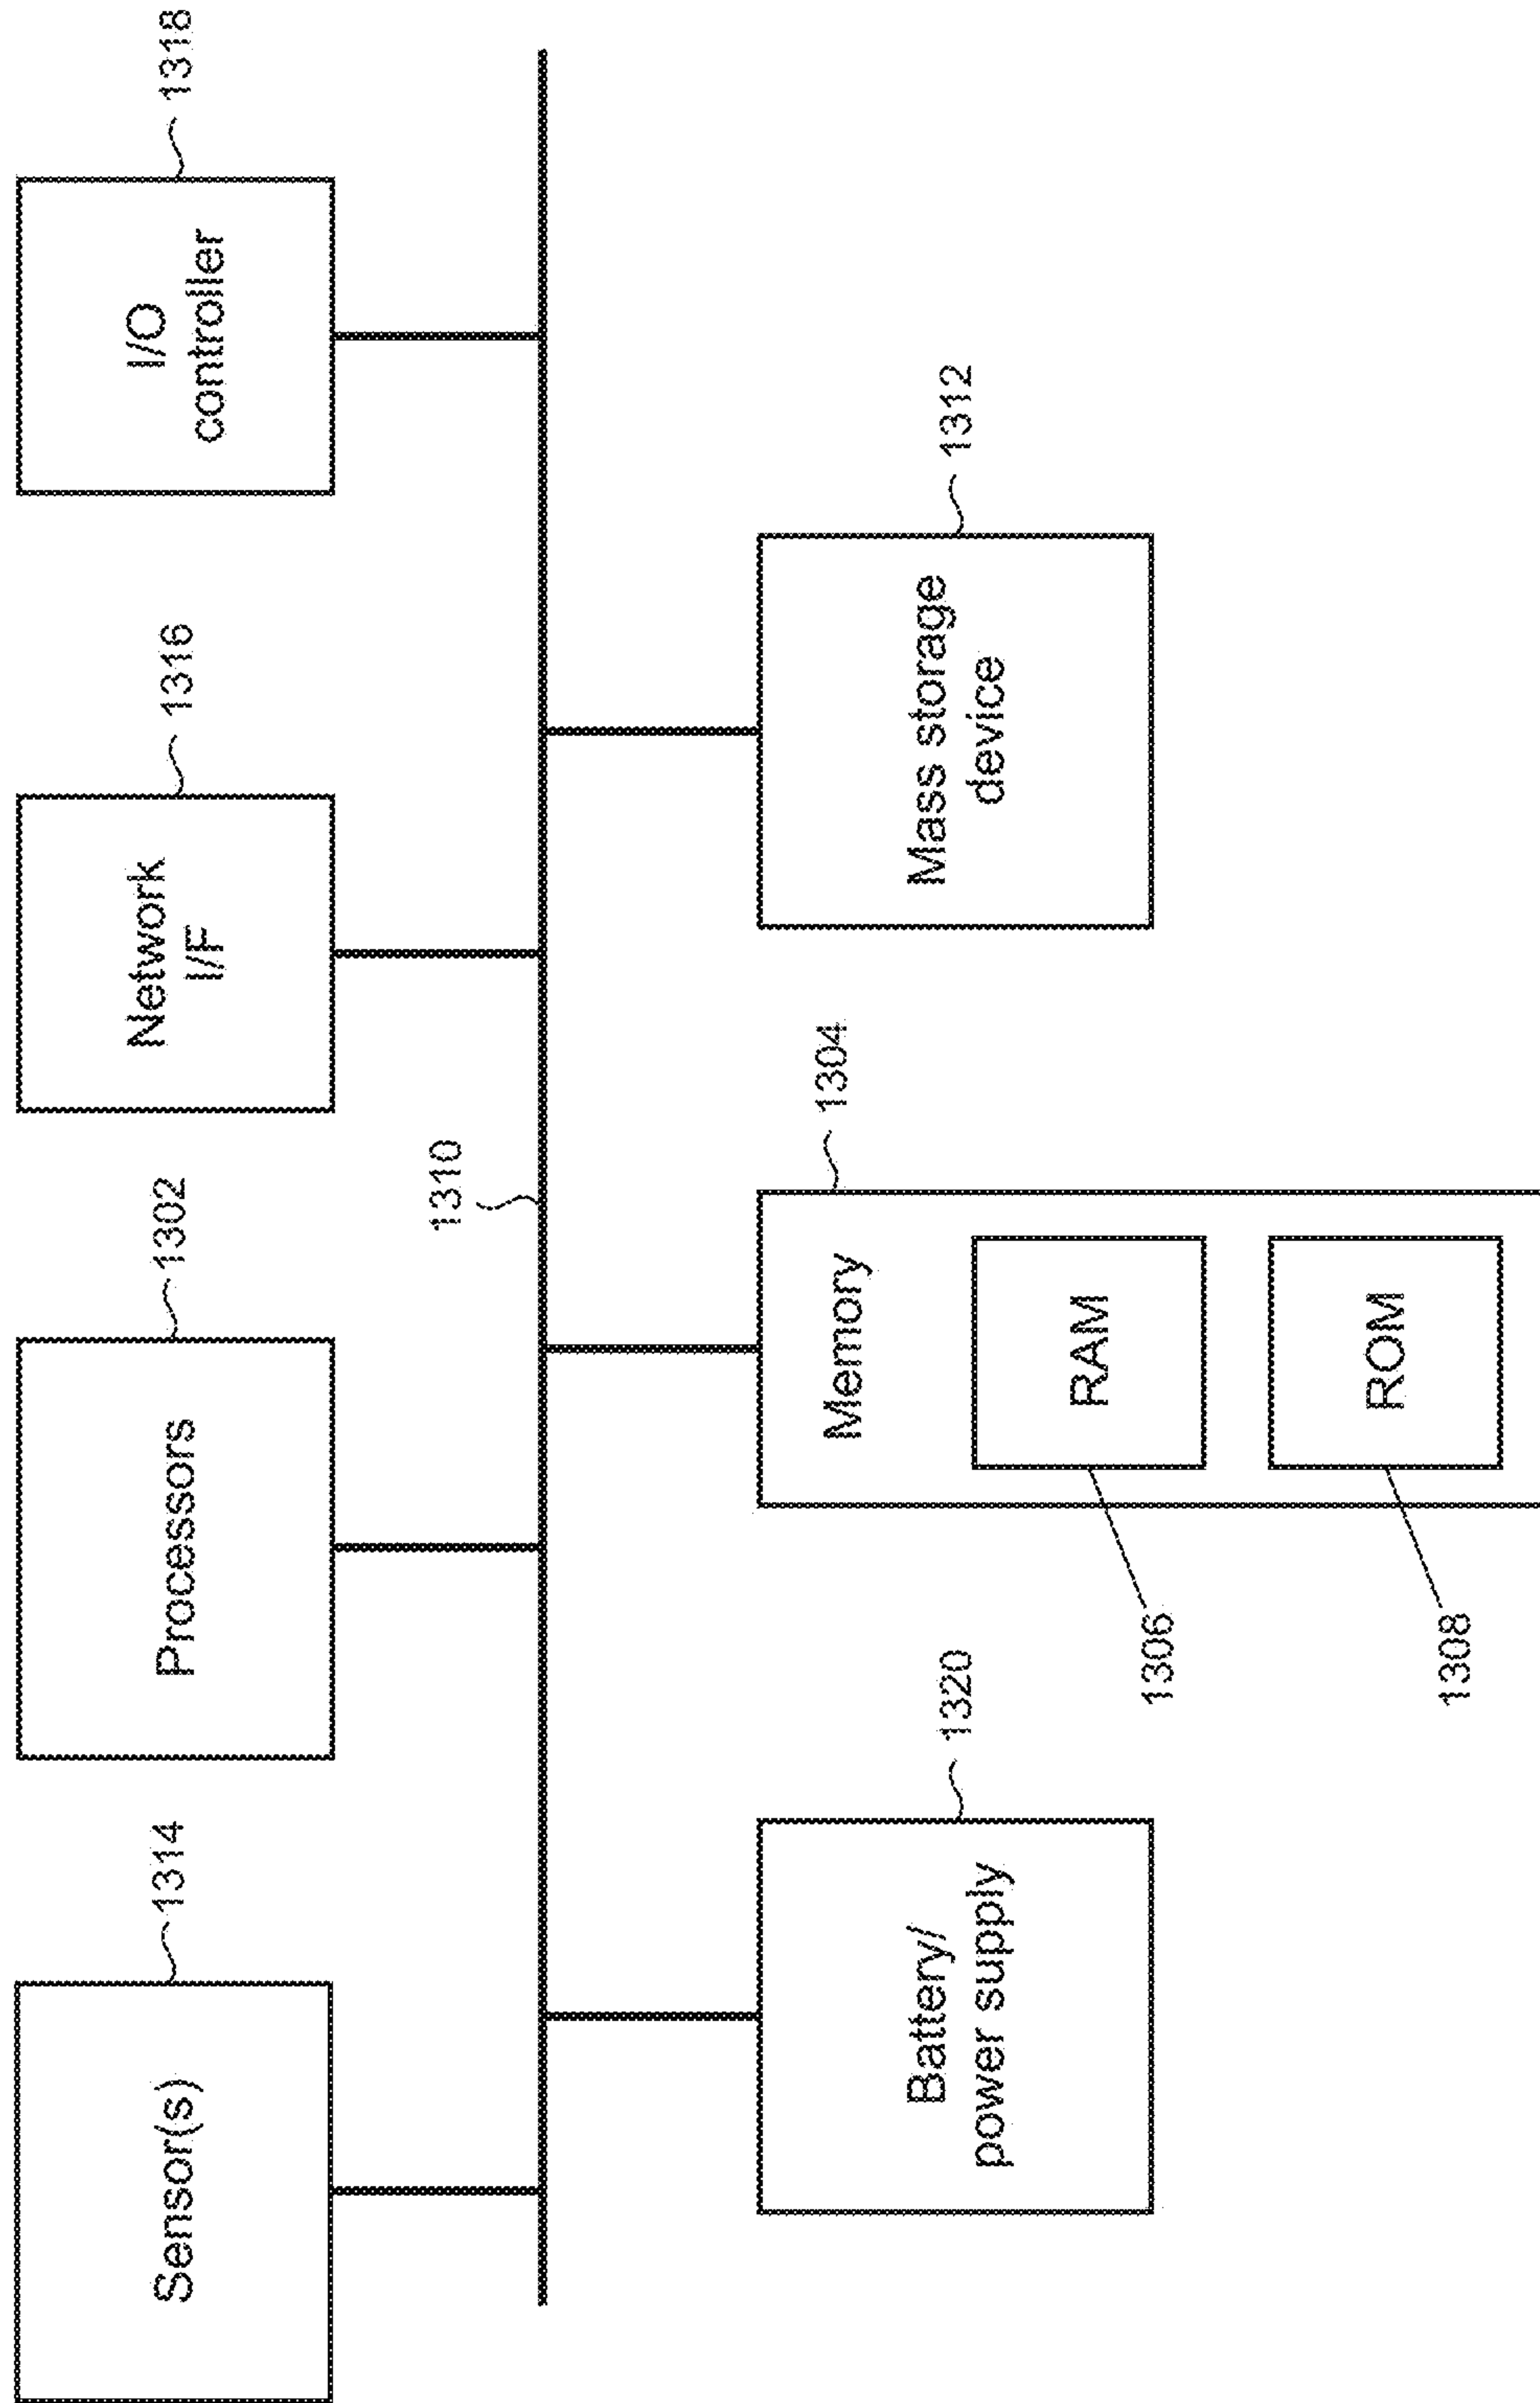 1314
Sensor(s)
1302
Processors
1316
Network
I/F
1318
I/O
controller
1310
1320
Battery/
power supply
1304
Memory
RAM
1306
ROM
1308
1312
Mass storage
device